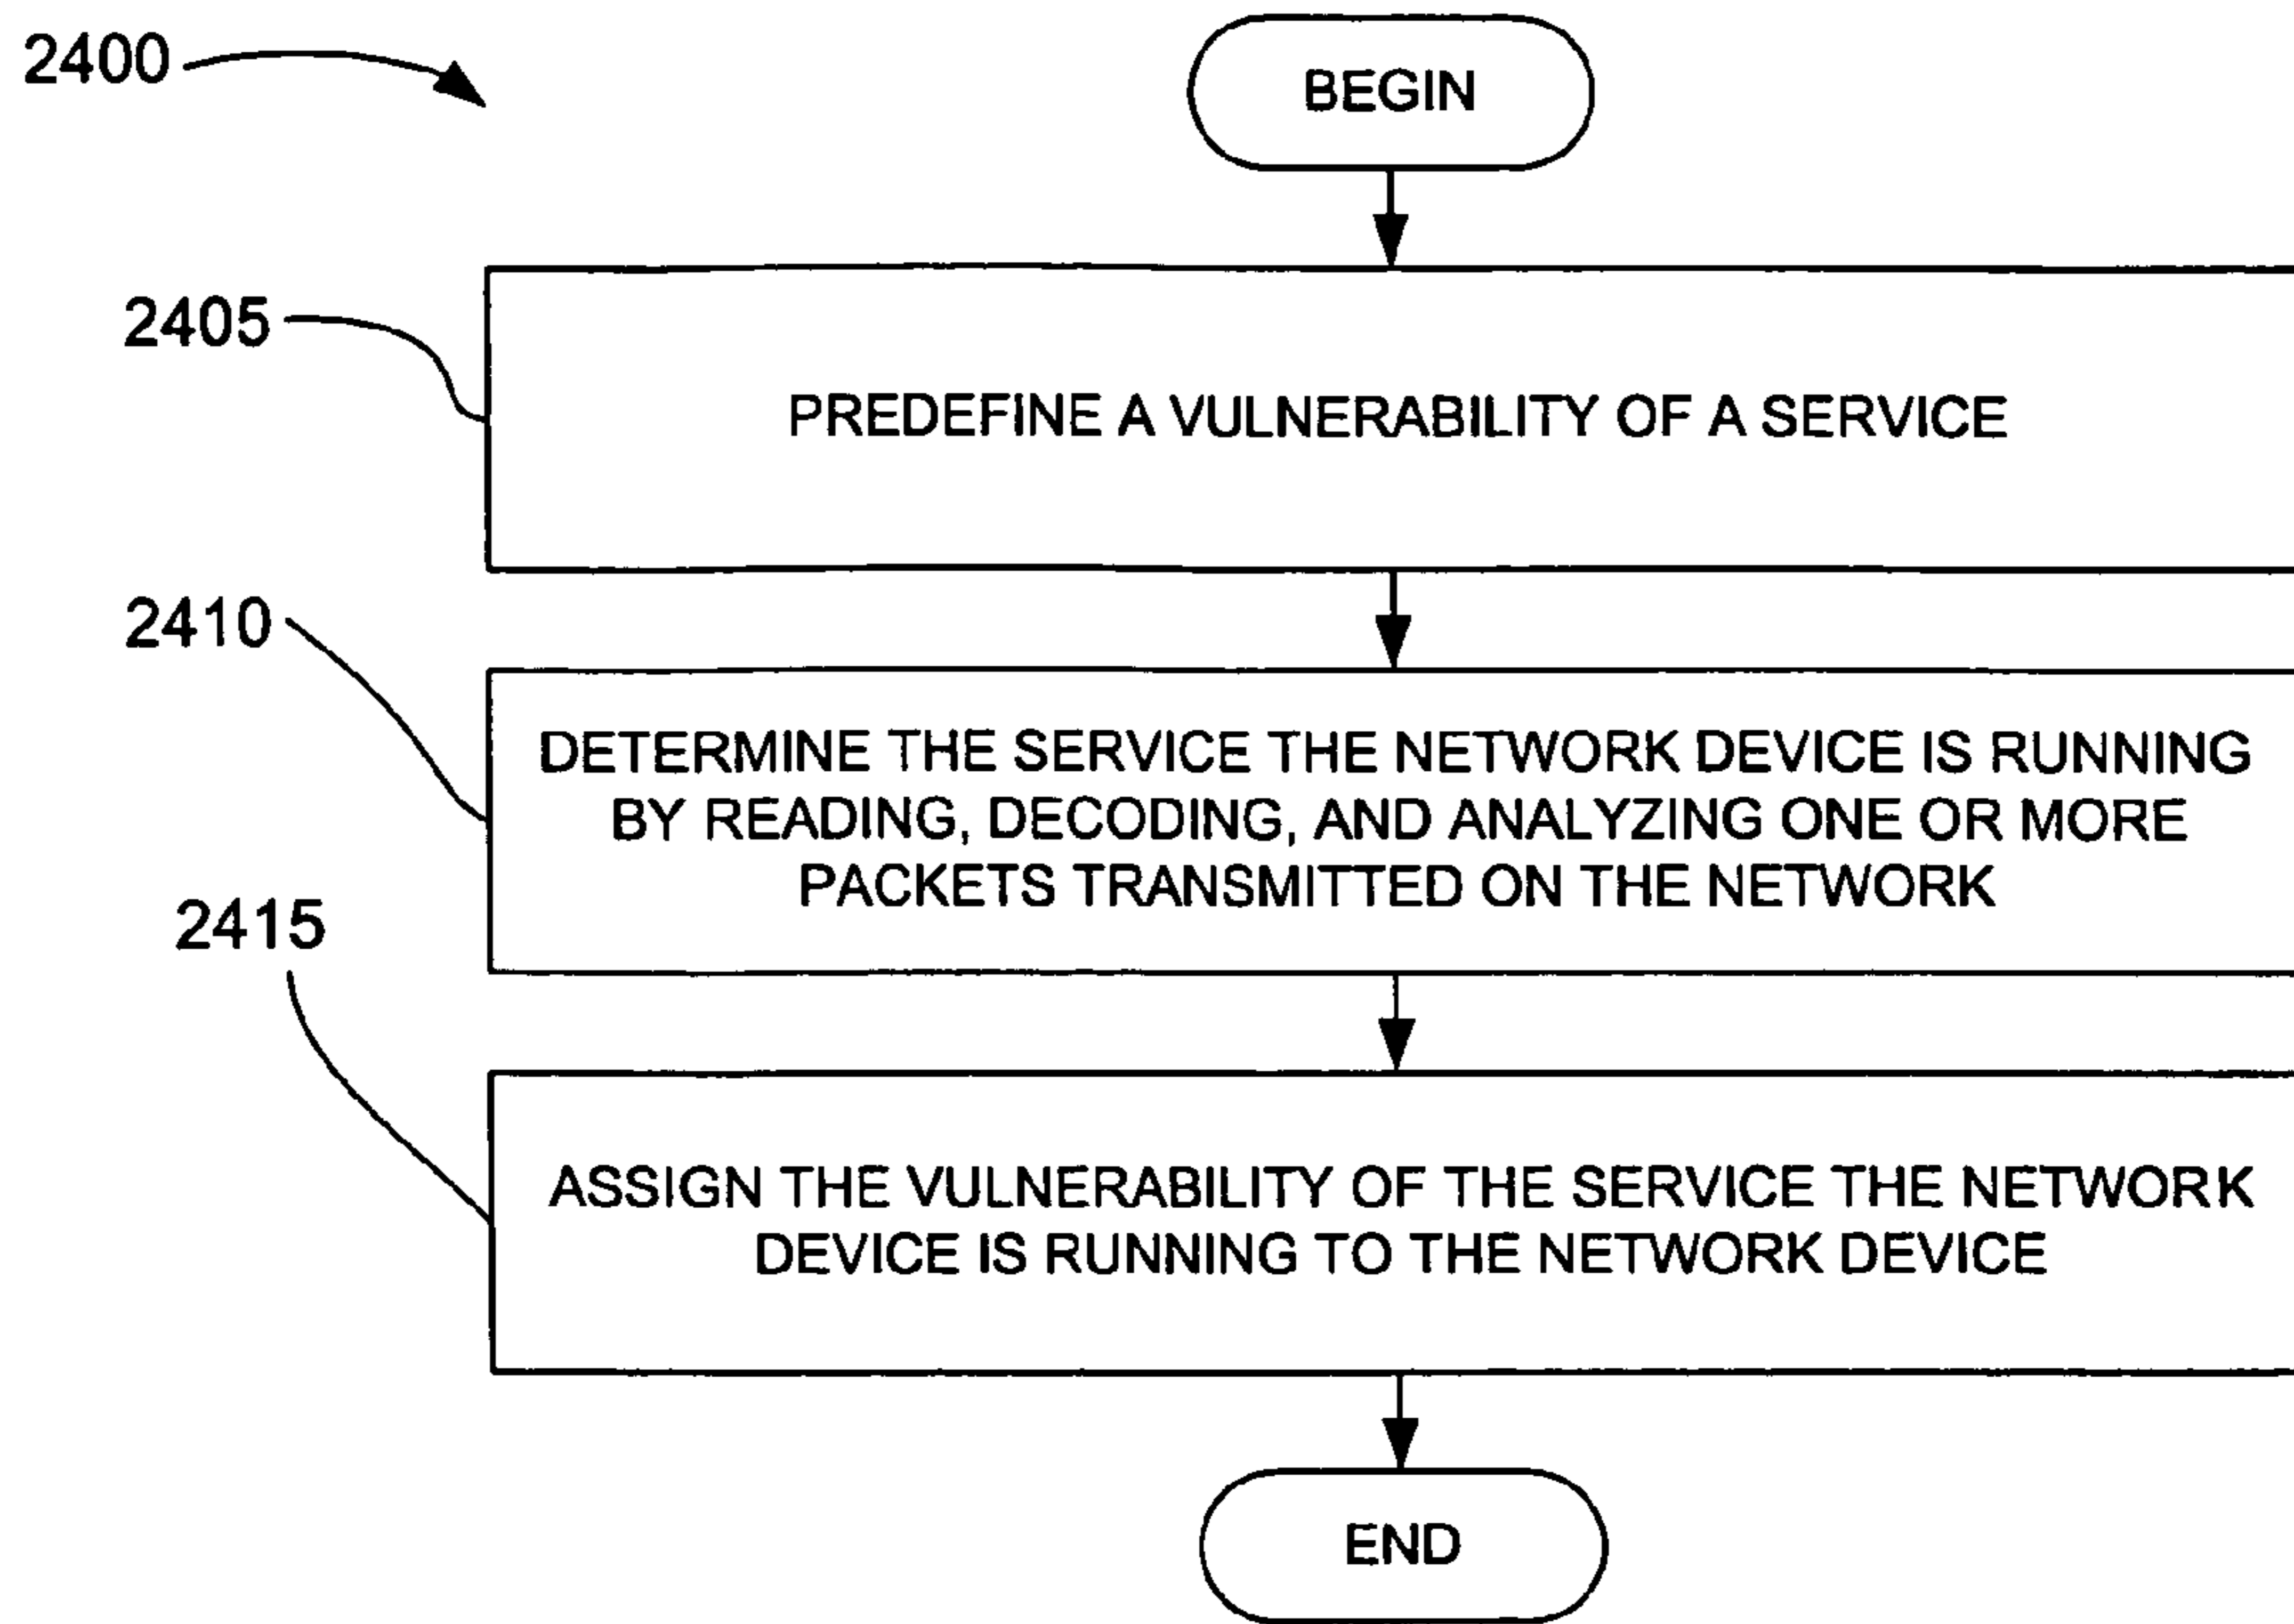 2400
BEGIN
2405
PREDEFINE A VULNERABILITY OF A SERVICE
2410
DETERMINE THE SERVICE THE NETWORK DEVICE IS RUNNING
BY READING, DECODING, AND ANALYZING ONE OR MORE
PACKETS TRANSMITTED ON THE NETWORK
2415
ASSIGN THE VULNERABILITY OF THE SERVICE THE NETWORK
DEVICE IS RUNNING TO THE NETWORK DEVICE
END